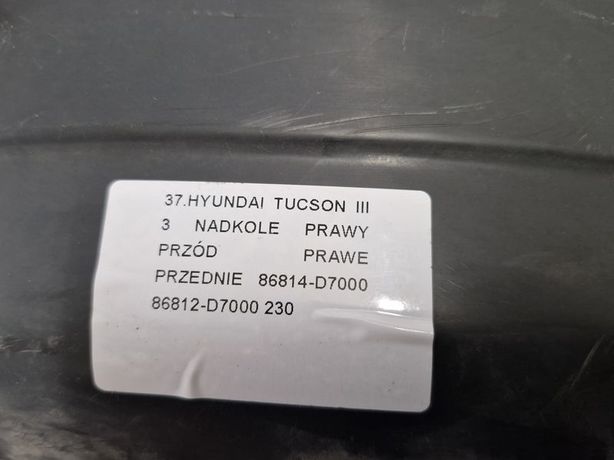 37.HYUNDAI TUCSON III
3 NADKOLE PRAWY
PRZÓD PRAWE
PRZEDNIE 86814-D7000
86812-D7000 230